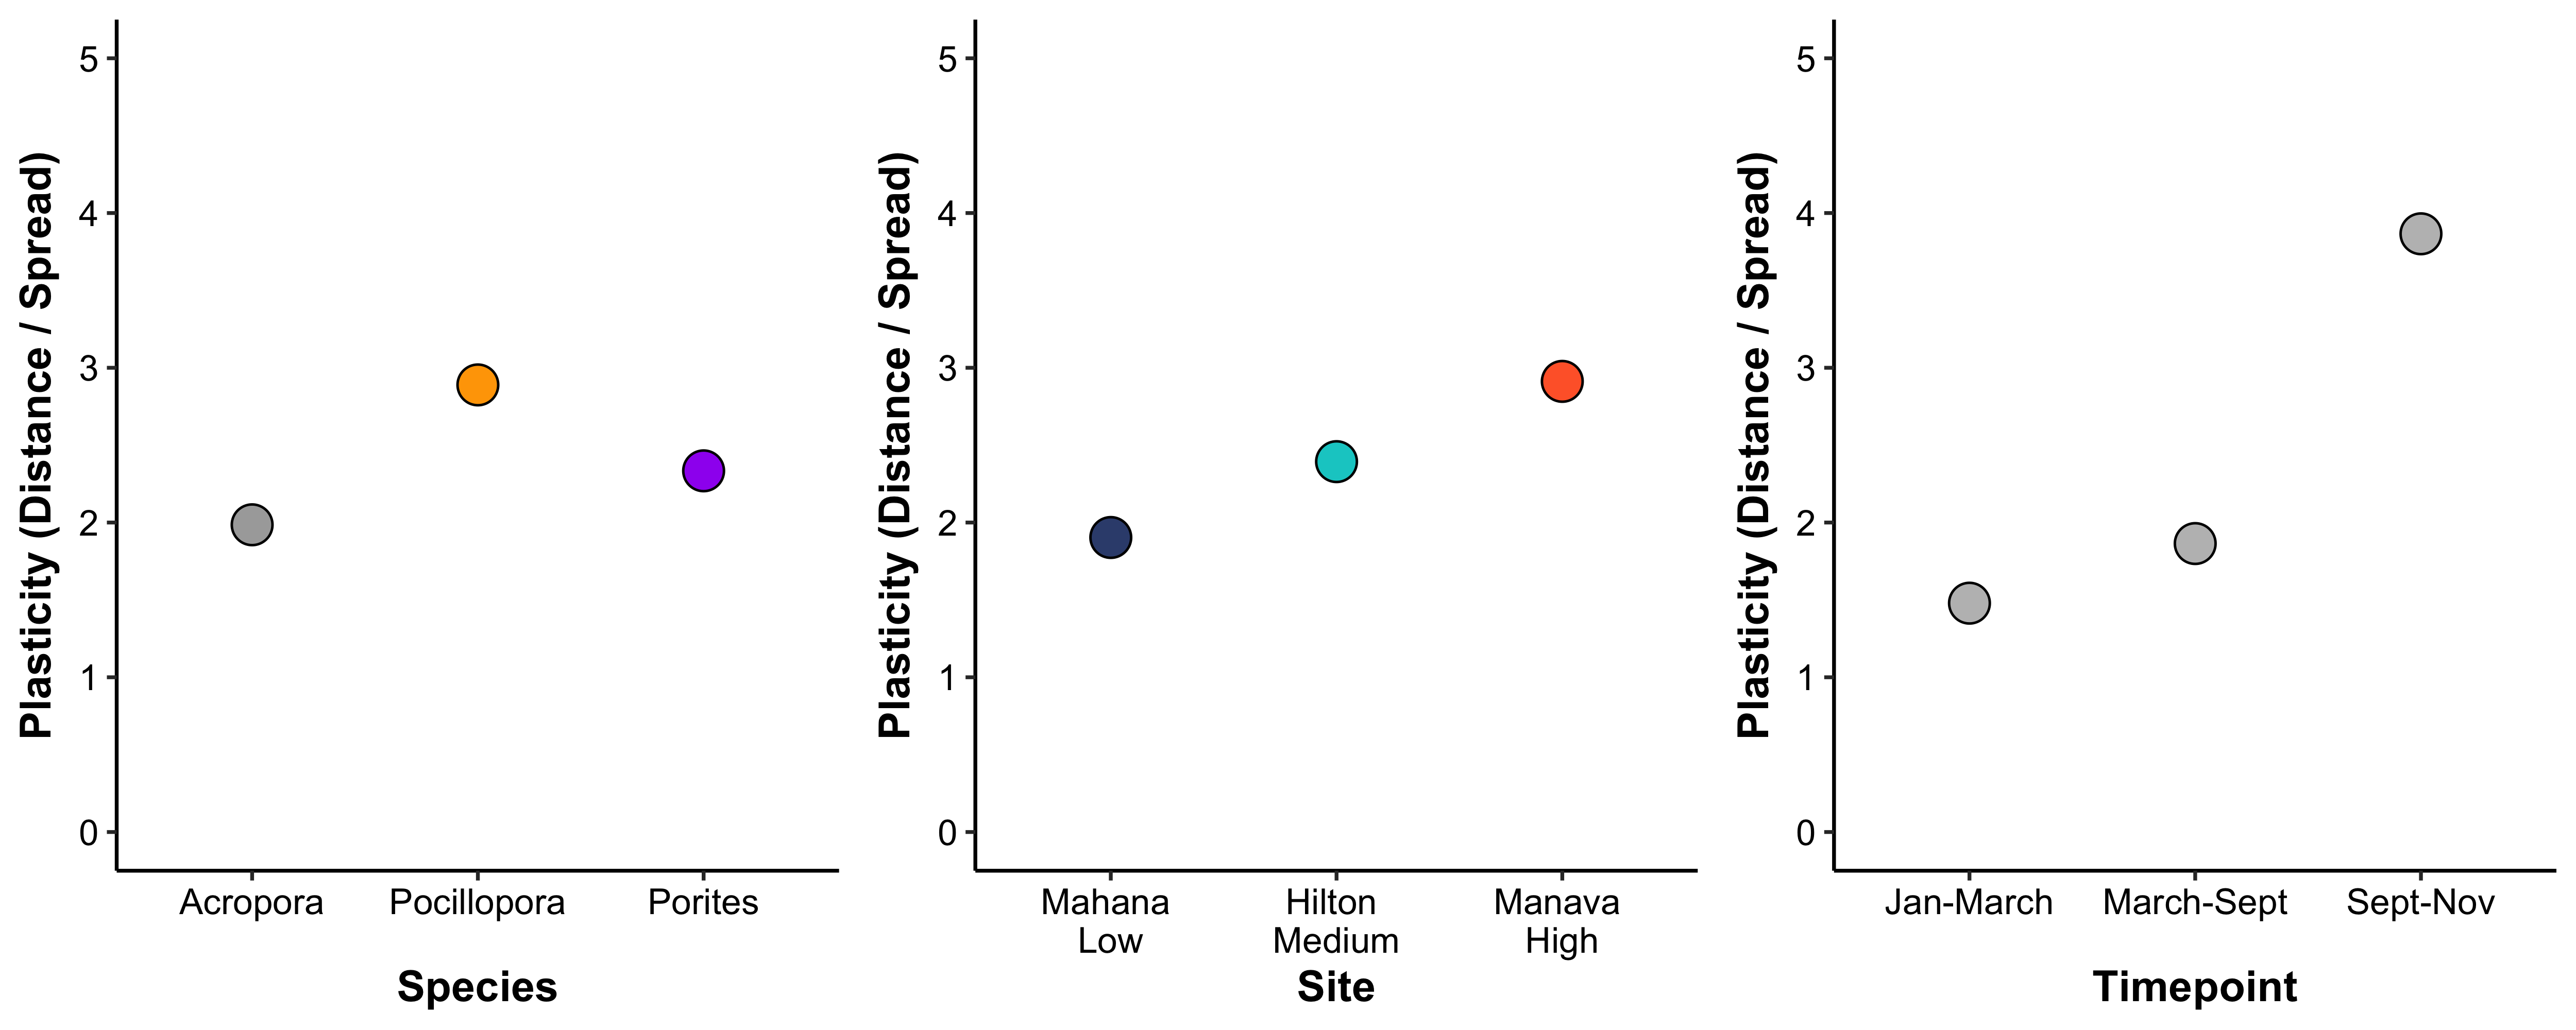 Plasticity (Distance / Spread)
5
4
3
2
1
0
Acropora
Pocillopora
Porites
Species
Plasticity (Distance / Spread)
5
4
3
2
1
0
Mahana
Low
Hilton
Medium
Manava
High
Site
Plasticity (Distance / Spread)
5
4
3
2
1
0
Jan-March
March-Sept
Sept-Nov
Timepoint